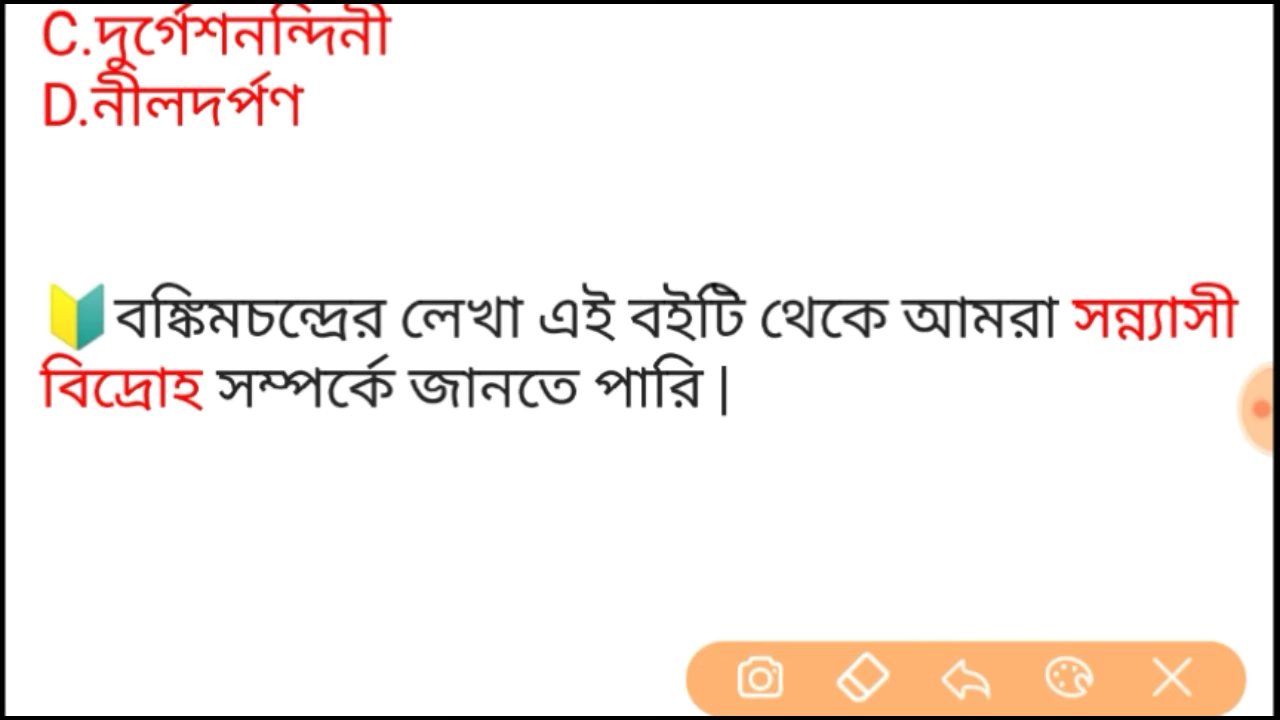 C.দুর্গেশনন্দিনী
D.নীলদর্পণ
🔰বঙ্কিমচন্দ্রের লেখা এই বইটি থেকে আমরা সন্ন্যাসী
বিদ্রোহ সম্পর্কে জানতে পারি |